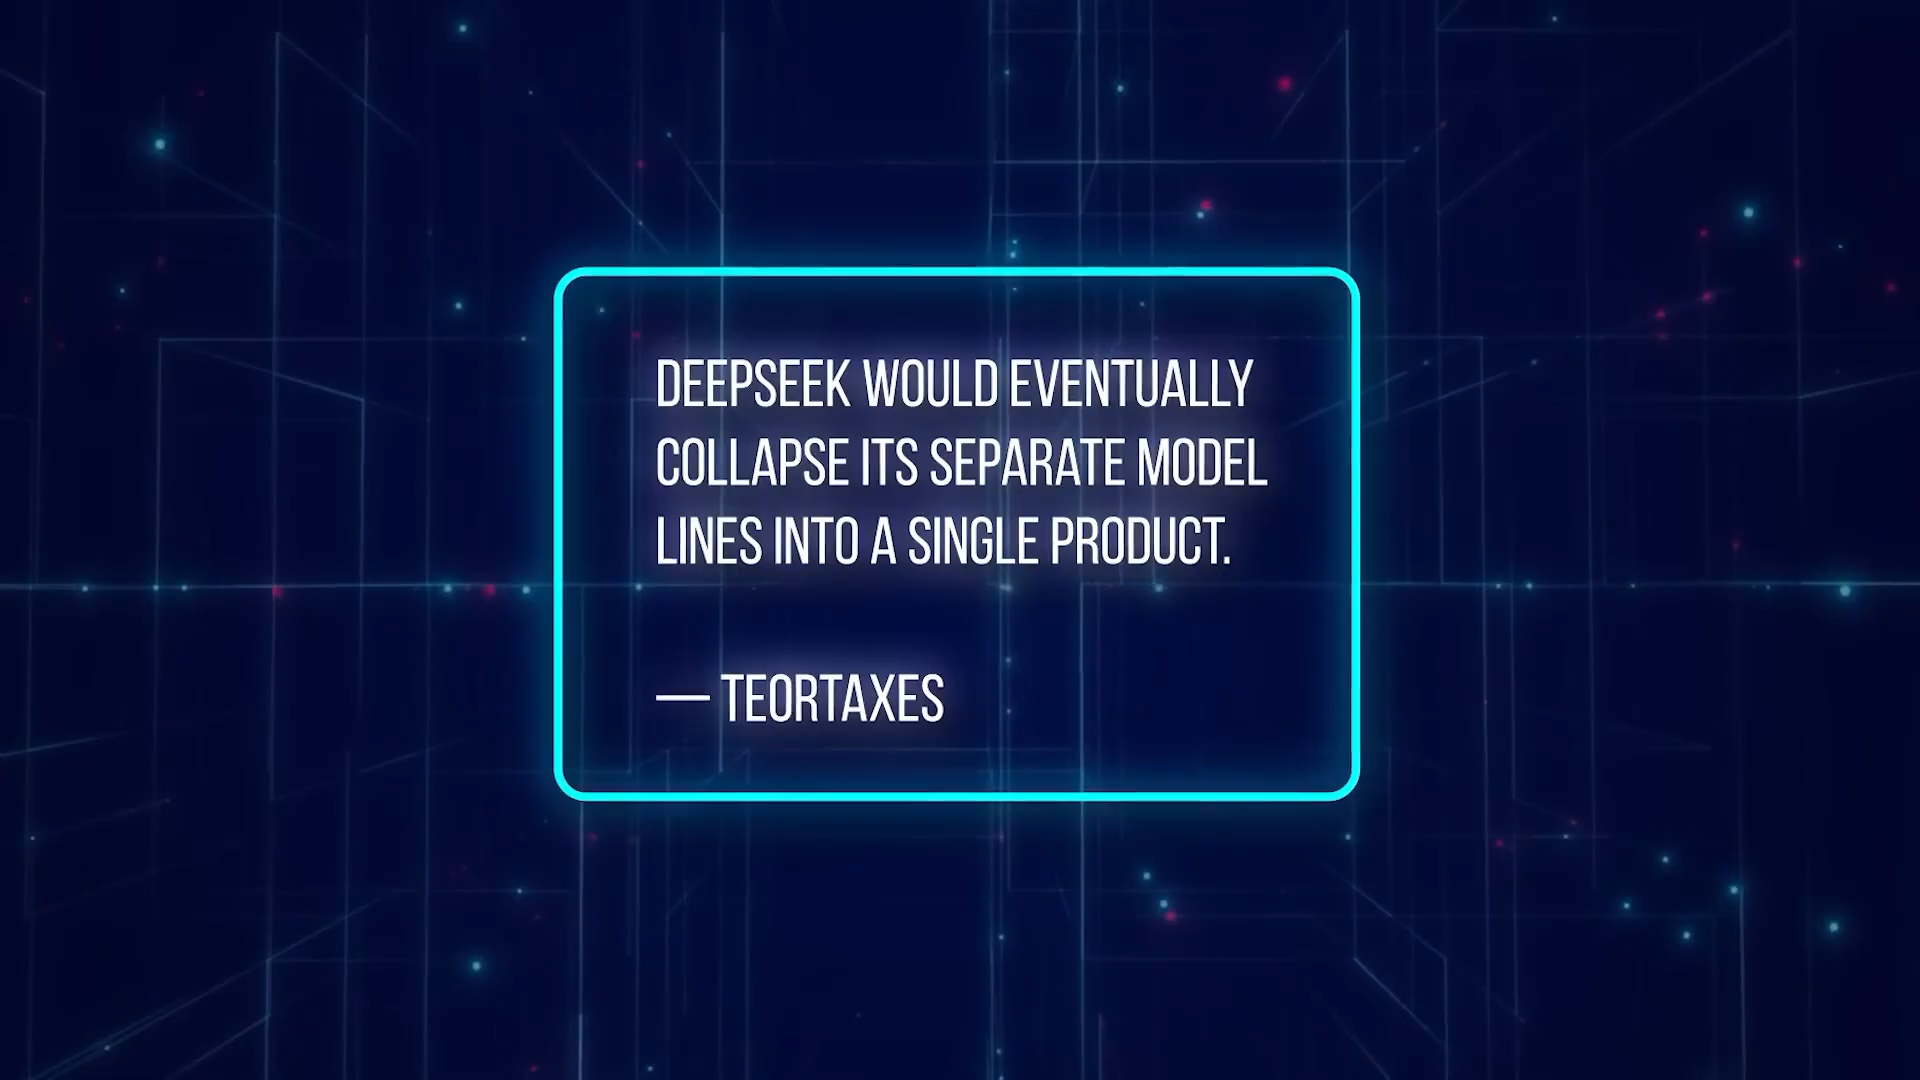 DEEPSEEK WOULD EVENTUALLY
COLLAPSE ITS SEPARATE MODEL
LINES INTO A SINGLE PRODUCT.
— TEORTAXES